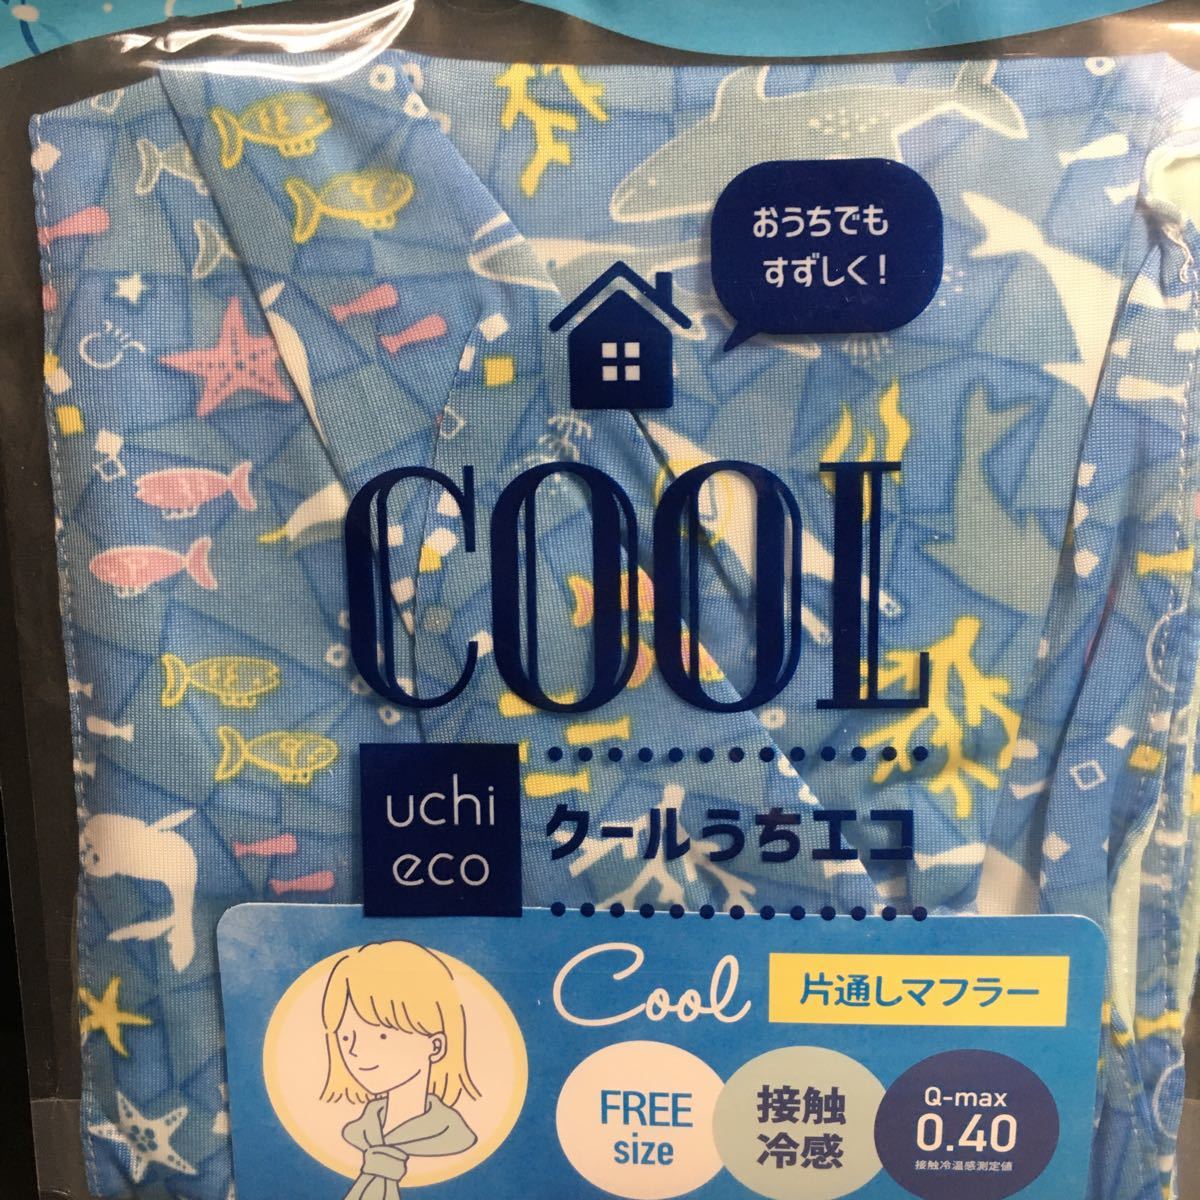 おうちでも
すずしく!
COOL
uchi
eco
クールうちエコ
Cool
片通しマフラー
FREE
size
接触
冷感
Q-max
0.40
接触冷温感測定値